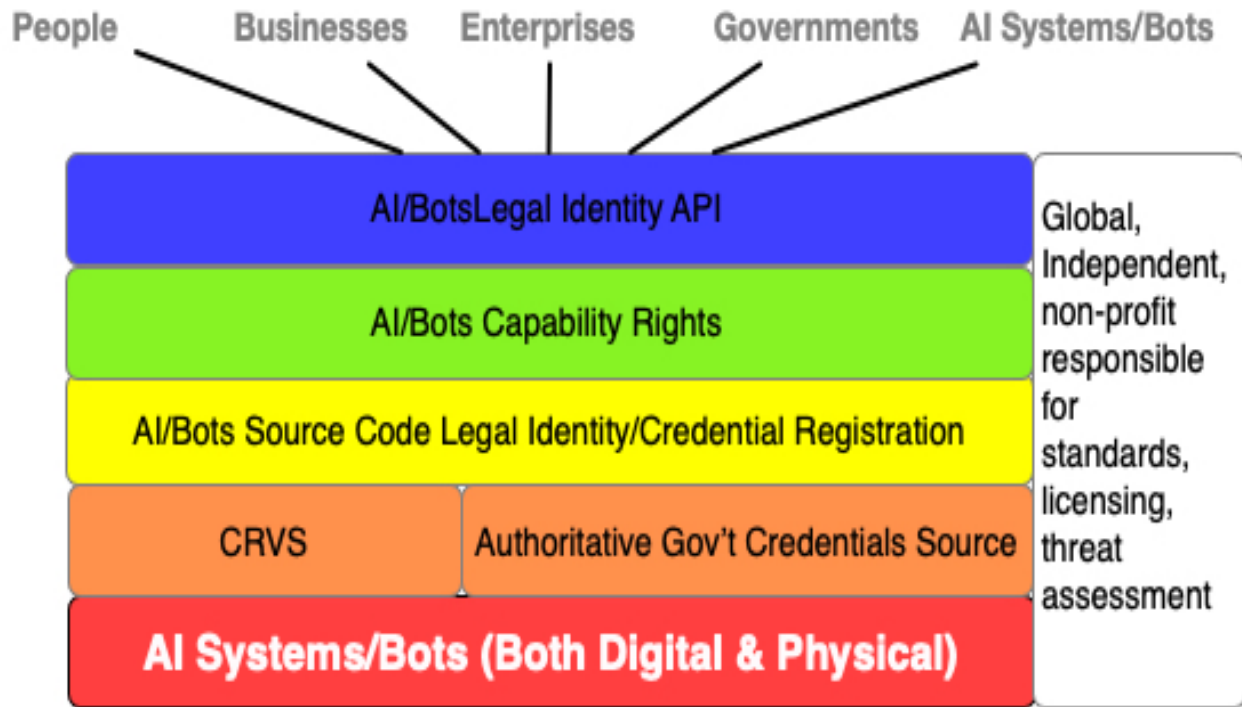 People Businesses Enterprises Governments AI Systems/Bots
AI/BotsLegal Identity API
AI/Bots Capability Rights
AI/Bots Source Code Legal Identity/Credential Registration
CRVS
Authoritative Gov't Credentials Source
AI Systems/Bots (Both Digital & Physical)
Global,
Independent,
non-profit
responsible
for
standards,
licensing,
threat
assessment